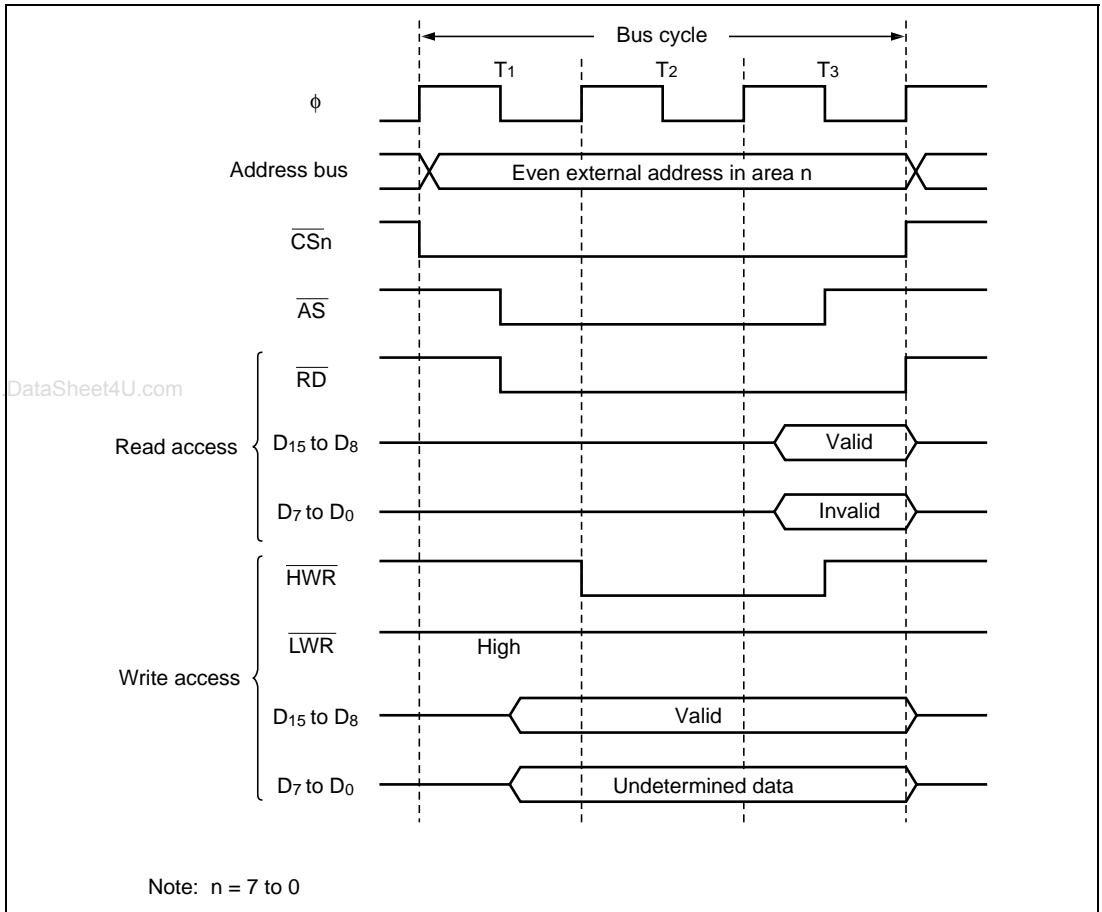 Bus cycle
T1 T2 T3
ϕ
Address bus
Even external address in area n
CSn
AS
RD
DataSheet4U.com
Read access
D15 to D8
Valid
D7 to D0
Invalid
HWR
LWR
High
Write access
D15 to D8
Valid
D7 to D0
Undetermined data
Note: n = 7 to 0